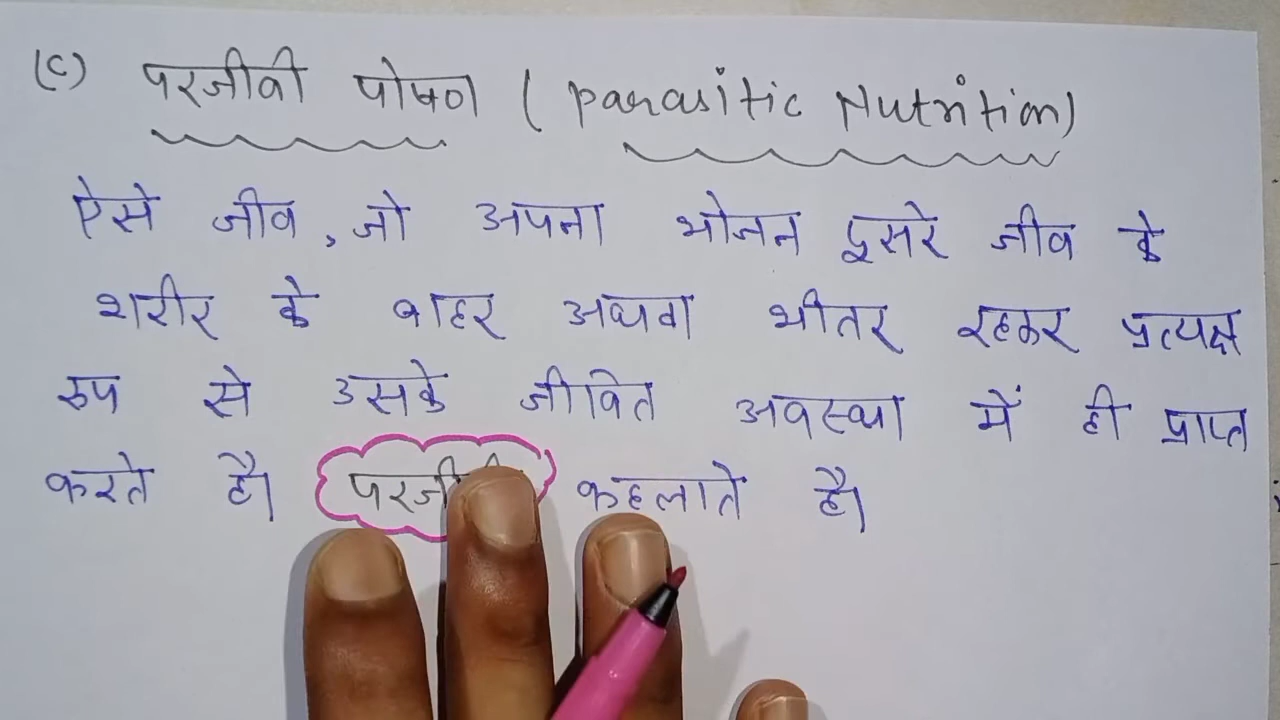 (C) परजीवी पोषण ( Parasitic Nutrition)
ऐसे जीव, जो अपना भोजन दूसरे जीव के
शरीर के बाहर अथवा भीतर रहकर प्रत्यक्ष
रुप से उसके जीवित अवस्था में ही प्राप्त
करते है। कहलाते है।